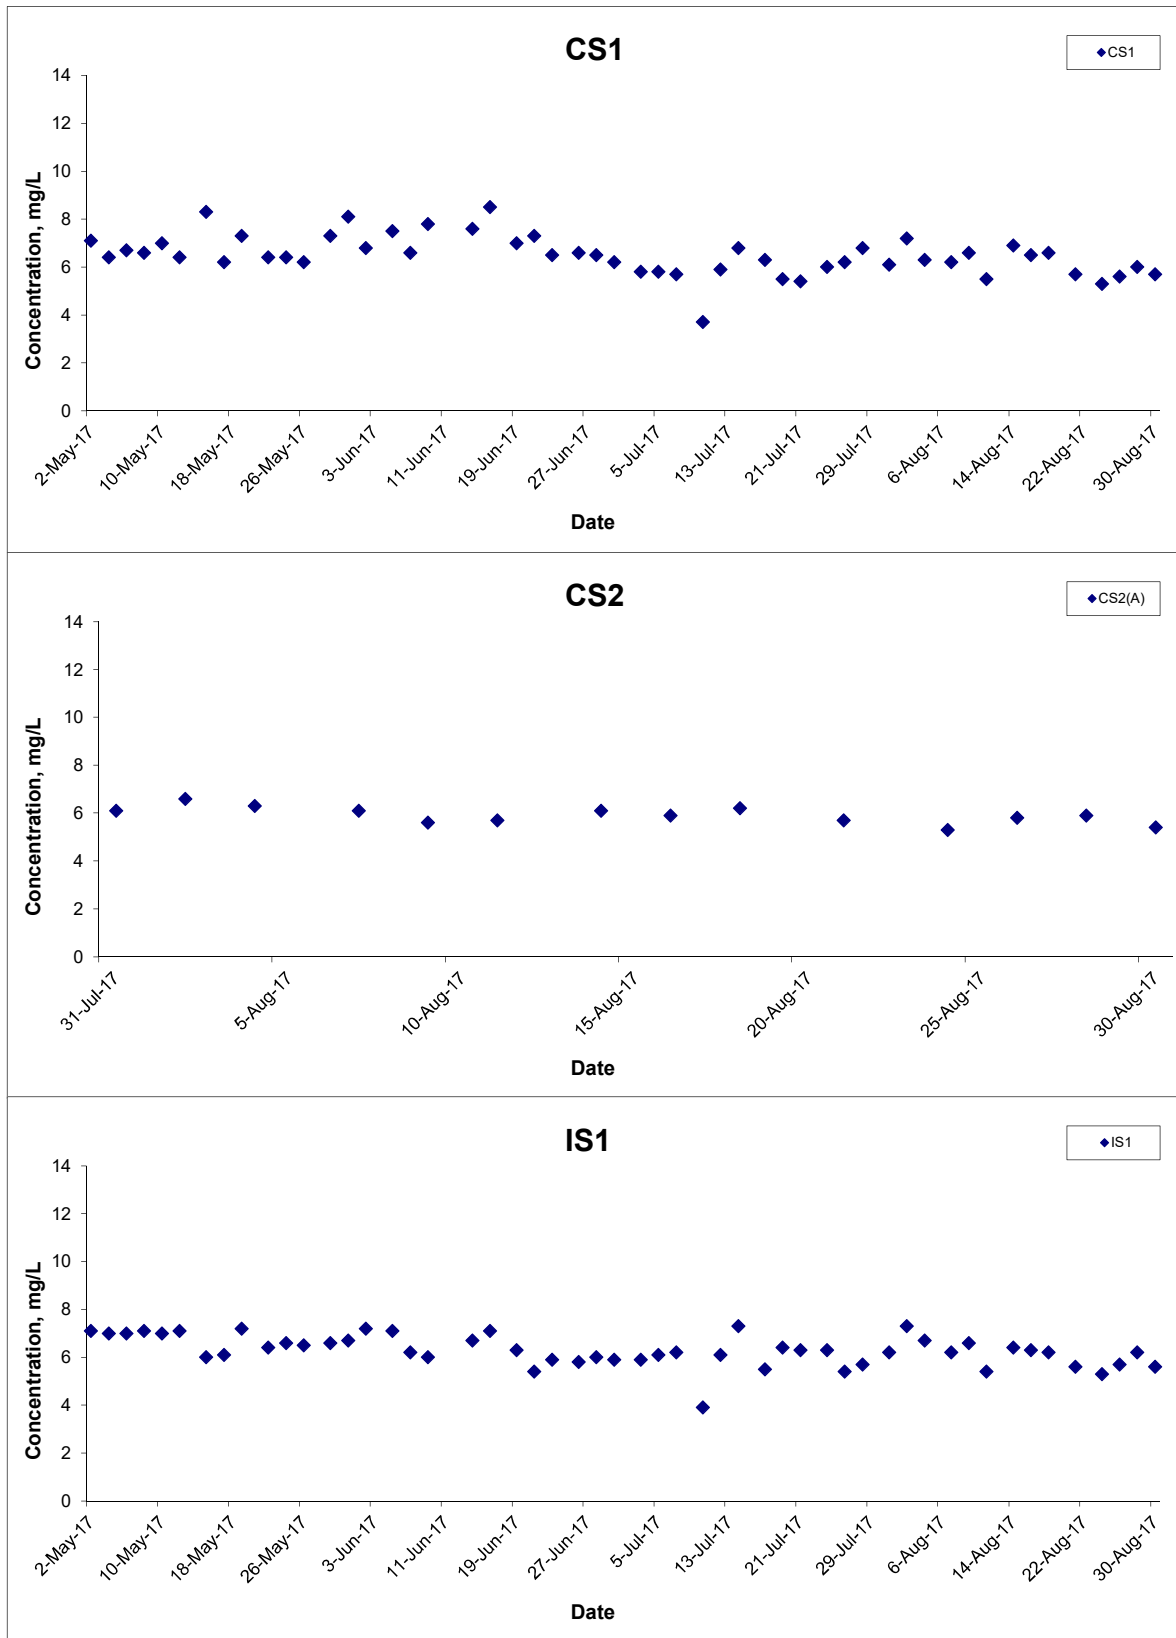 CS1
CS1
Concentration, mg/L
14
12
10
8
6
4
2
0
2-May-17
10-May-17
18-May-17
26-May-17
3-Jun-17
11-Jun-17
19-Jun-17
27-Jun-17
5-Jul-17
13-Jul-17
21-Jul-17
29-Jul-17
6-Aug-17
14-Aug-17
22-Aug-17
30-Aug-17
Date
CS2
CS2(A)
Concentration, mg/L
14
12
10
8
6
4
2
0
31-Jul-17
5-Aug-17
10-Aug-17
15-Aug-17
20-Aug-17
25-Aug-17
30-Aug-17
Date
IS1
IS1
Concentration, mg/L
14
12
10
8
6
4
2
0
2-May-17
10-May-17
18-May-17
26-May-17
3-Jun-17
11-Jun-17
19-Jun-17
27-Jun-17
5-Jul-17
13-Jul-17
21-Jul-17
29-Jul-17
6-Aug-17
14-Aug-17
22-Aug-17
30-Aug-17
Date